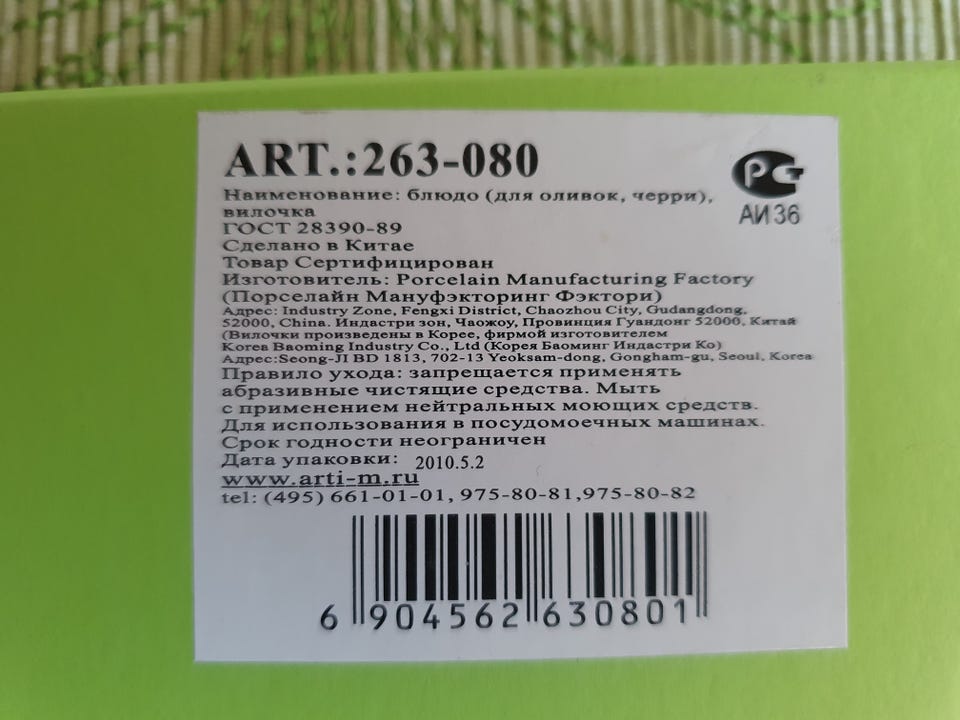 ART.:263-080
РСТ
АИ36
Наименование: блюдо (для оливок, черри),
вилочка
ГОСТ 28390-89
Сделано в Китае
Товар Сертифицирован
Изготовитель: Porcelain Manufacturing Factory
(Порселайн Мануфэкторинг Фэктори)
Адрес: Industry Zone, Fengxi District, Chaozhou City, Gudangdong,
52000, China. Индастри зон, Чаожоу, Провинция Гуандонг 52000, Китай
(Вилочки произведены в Корее, фирмой изготовителем
Korea Baoming Industry Co., Ltd (Корея Баоминг Индастри Ко)
Адрес:Seong-JI BD 1813, 702-13 Yeoksam-dong, Gongham-gu, Seoul, Korea
Правило ухода: запрещается применять
абразивные чистящие средства. Мыть
с применением нейтральных моющих средств.
Для использования в посудомоечных машинах.
Срок годности неограничен
Дата упаковки: 2010.5.2
www.arti-m.ru
tel: (495) 661-01-01, 975-80-81,975-80-82
6 904562 630801